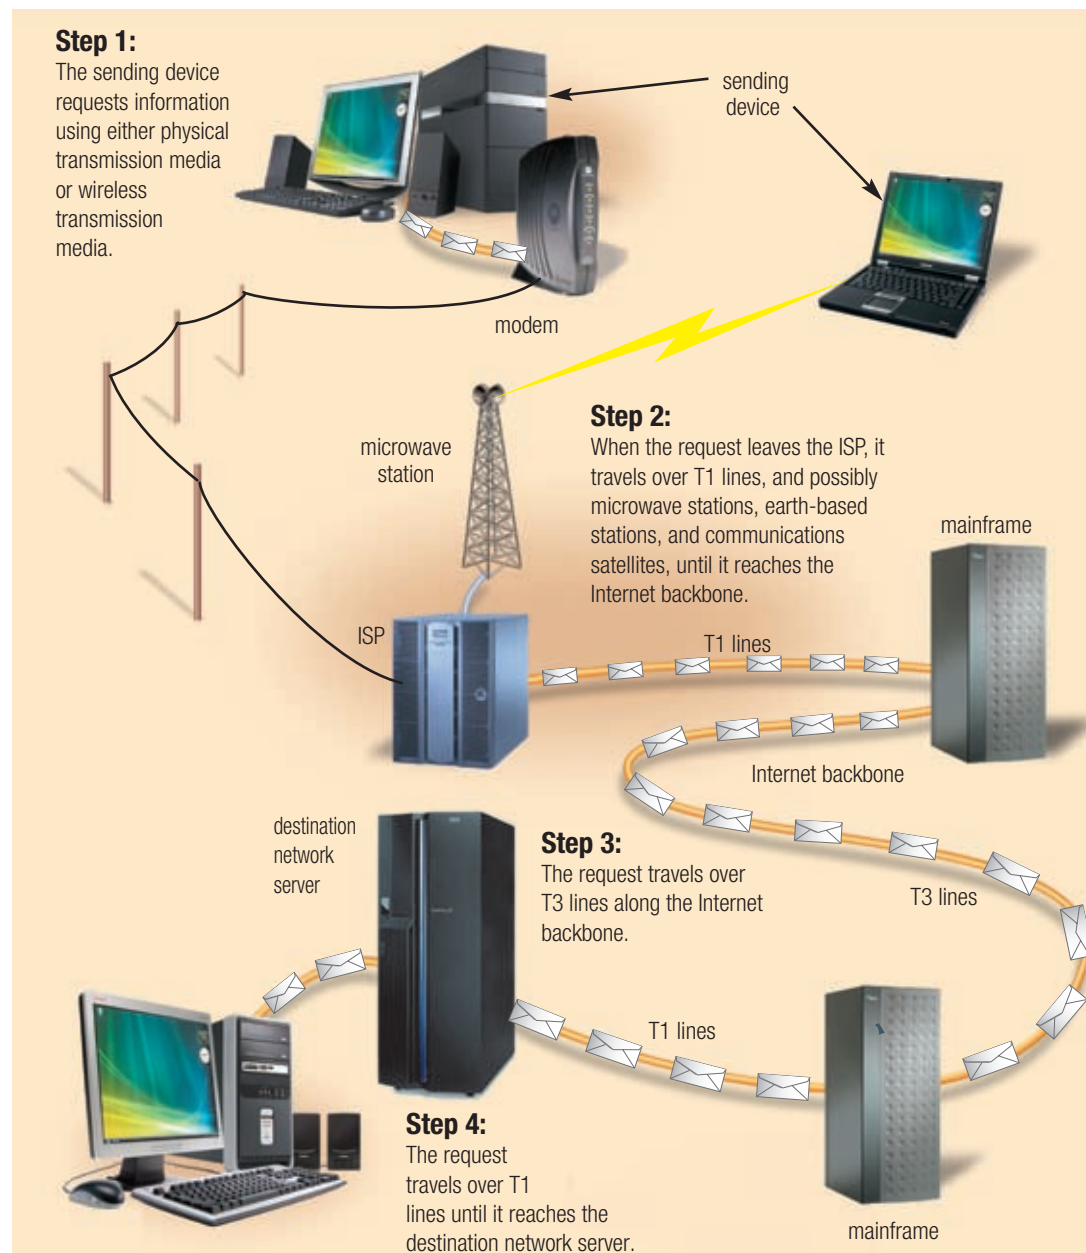 Step 1:
The sending device
requests information
using either physical
transmission media
or wireless
transmission
media.
sending
device
modem
microwave
station
Step 2:
When the request leaves the ISP, it
travels over T1 lines, and possibly
microwave stations, earth-based
stations, and communications
satellites, until it reaches the
Internet backbone.
mainframe
ISP
T1 lines
Internet backbone
destination
network
server
Step 3:
The request travels over
T3 lines along the Internet
backbone.
T3 lines
T1 lines
Step 4:
The request
travels over T1
lines until it reaches the
destination network server.
mainframe